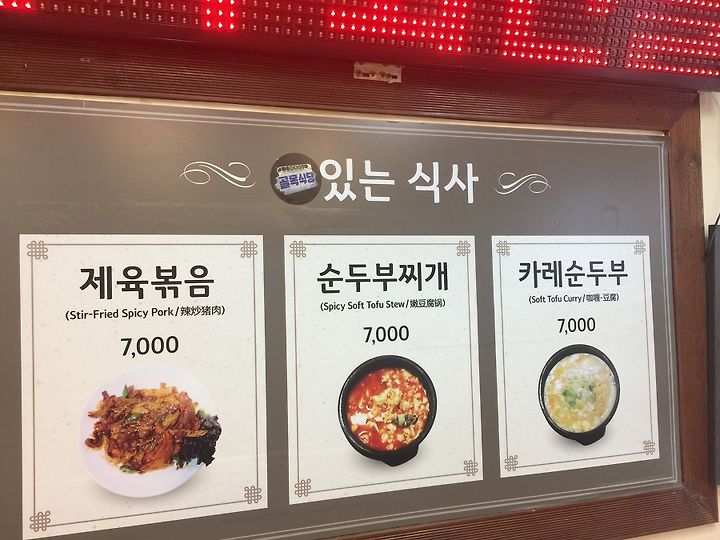 골목식당
있는 식사
제육볶음
(Stir-Fried Spicy Pork/辣炒猪肉)
7,000
순두부찌개
(Spicy Soft Tofu Stew/嫩豆腐锅)
7,000
카레순두부
(Soft Tofu Curry/咖喱-豆腐)
7,000